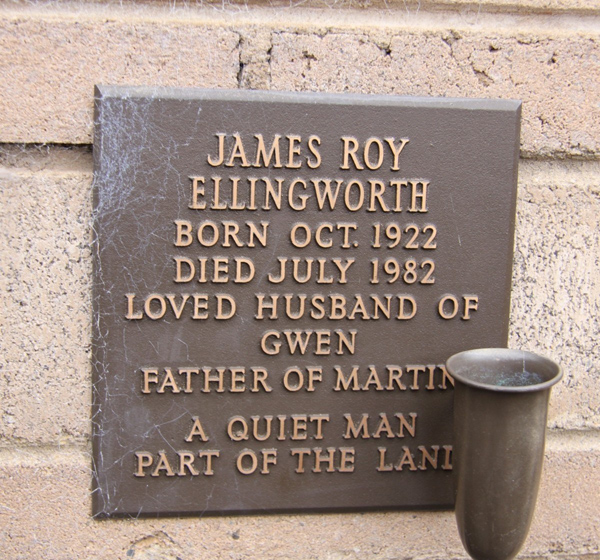 JAMES ROY
ELLINGWORTH
BORN OCT. 1922
DIED JULY 1982
LOVED HUSBAND OF
GWEN
FATHER OF MARTIN
A QUIET MAN
PART OF THE LAND